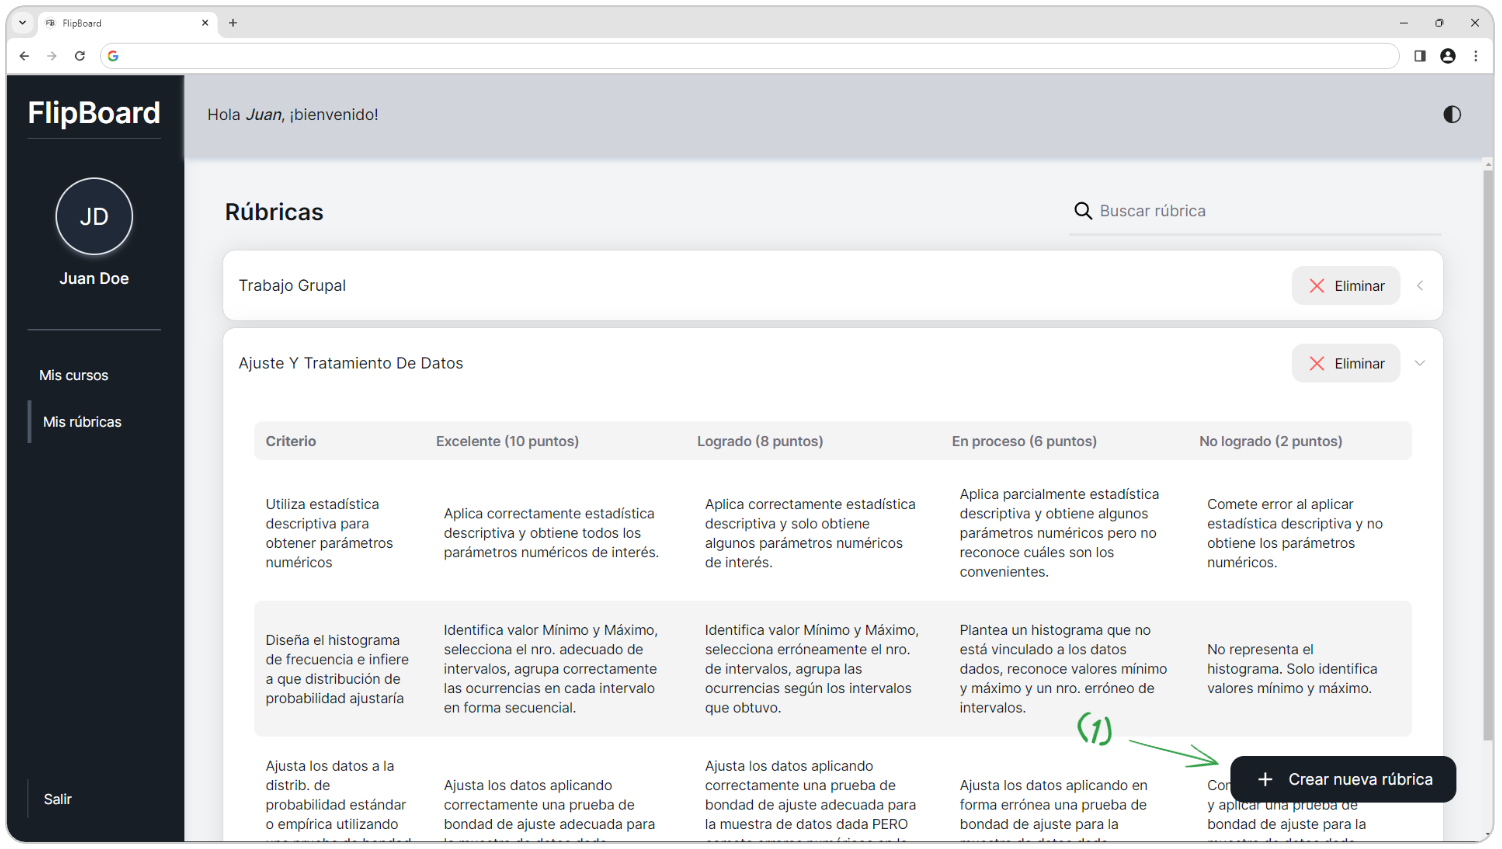 FlipBoard
FlipBoard
Hola Juan, ¡bienvenido!
JD
Juan Doe
Mis cursos
Mis rúbricas
Salir
Rúbricas
Buscar rúbrica
Trabajo Grupal
Eliminar
Ajuste Y Tratamiento De Datos
Eliminar
Criterio
Excelente (10 puntos)
Logrado (8 puntos)
En proceso (6 puntos)
No logrado (2 puntos)
Utiliza estadística
descriptiva para
obtener parámetros
numéricos
Aplica correctamente estadística
descriptiva y obtiene todos los
parámetros numéricos de interés.
Aplica correctamente estadística
descriptiva y solo obtiene
algunos parámetros numéricos
de interés.
Aplica parcialmente estadística
descriptiva y obtiene algunos
parámetros numéricos pero no
reconoce cuáles son los
convenientes.
Comete error al aplicar
estadística descriptiva y no
obtiene los parámetros
numéricos.
Diseña el histograma
de frecuencia e infiere
a que distribución de
probabilidad ajustaría
Identifica valor Mínimo y Máximo,
selecciona el nro. adecuado de
intervalos, agrupa correctamente
las ocurrencias en cada intervalo
en forma secuencial.
Identifica valor Mínimo y Máximo,
selecciona erróneamente el nro.
de intervalos, agrupa las
ocurrencias según los intervalos
que obtuvo.
Plantea un histograma que no
está vinculado a los datos
dados, reconoce valores mínimo
y máximo y un nro. erróneo de
intervalos.
No representa el
histograma. Solo identifica
valores mínimo y máximo.
Ajusta los datos a la
distrib. de
probabilidad estándar
o empírica utilizando
Ajusta los datos aplicando
correctamente una prueba de
bondad de ajuste adecuada para
Ajusta los datos aplicando
correctamente una prueba de
bondad de ajuste adecuada para
la muestra de datos dada PERO
Ajusta los datos aplicando en
forma errónea una prueba de
bondad de ajuste para la
y aplicar una prueba de
bondad de ajuste para la
(1)
Crear nueva rúbrica